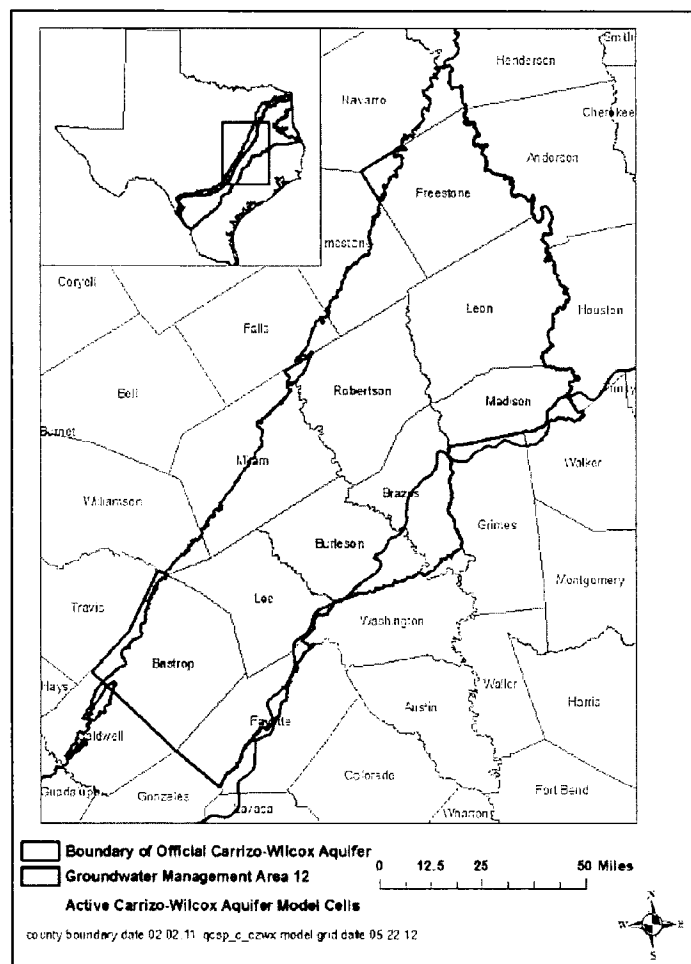 Smith
Henderson
Navarro
Cherokee
Anderson
Freestone
Coryell
Leon
Houston
Falls
Bell
Robertson
Madison
Burnet
Milam
Walker
Williamson
Brazos
Grimes
Burleson
Montgomery
Travis
Lee
Washington
Bastrop
Hays
Waller
Harris
Fayette
Austin
Caldwell
Colorado
Guadalupe
Gonzales
Lavaca
Wharton
Fort Bend
Boundary of Official Carrizo-Wilcox Aquifer
Groundwater Management Area 12
Active Carrizo-Wilcox Aquifer Model Cells
0 12.5 25 50 Miles
county boundary date 02.02.11 qcsp_c_czwx model grid date 05.22.12
N
W E
S